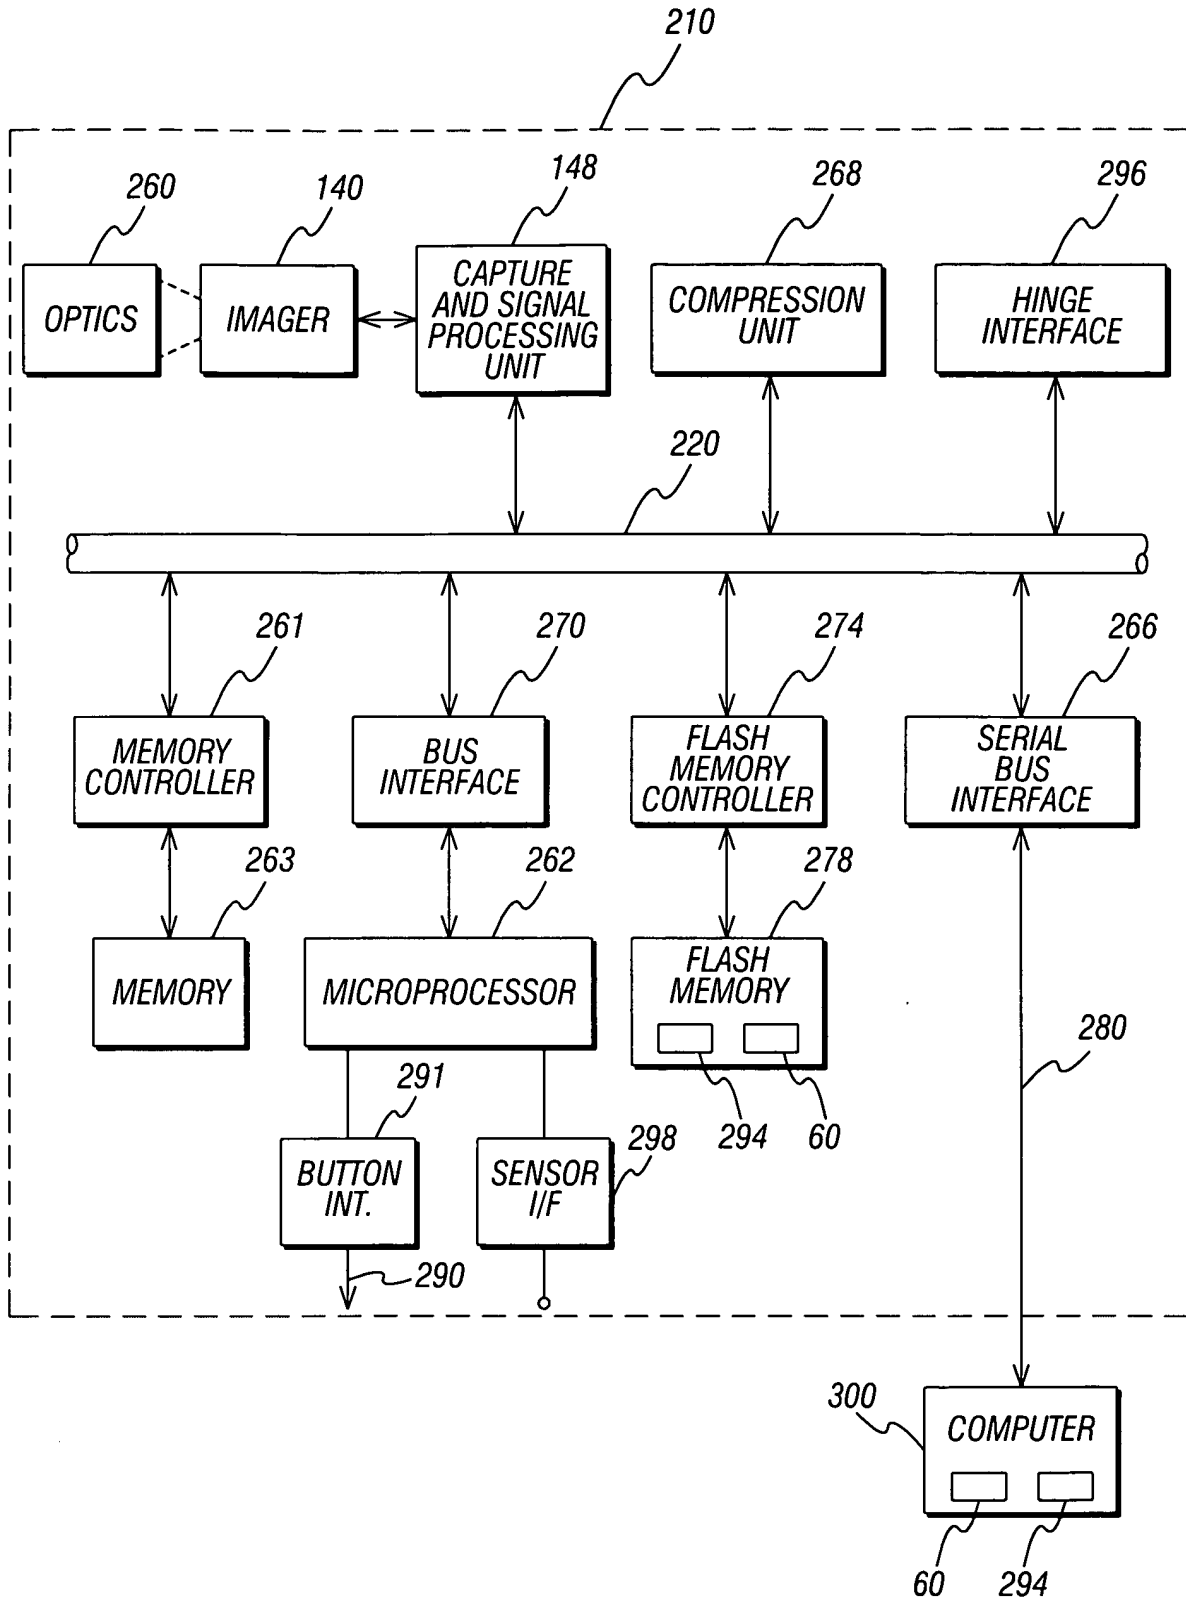 210
260
140
148
268
296
OPTICS
IMAGER
CAPTURE
AND SIGNAL
PROCESSING
UNIT
COMPRESSION
UNIT
HINGE
INTERFACE
220
261
270
274
266
MEMORY
CONTROLLER
BUS
INTERFACE
FLASH
MEMORY
CONTROLLER
SERIAL
BUS
INTERFACE
263
262
278
MEMORY
MICROPROCESSOR
FLASH
MEMORY
280
291
294
60
298
BUTTON
INT.
SENSOR
I/F
290
300
COMPUTER
60
294